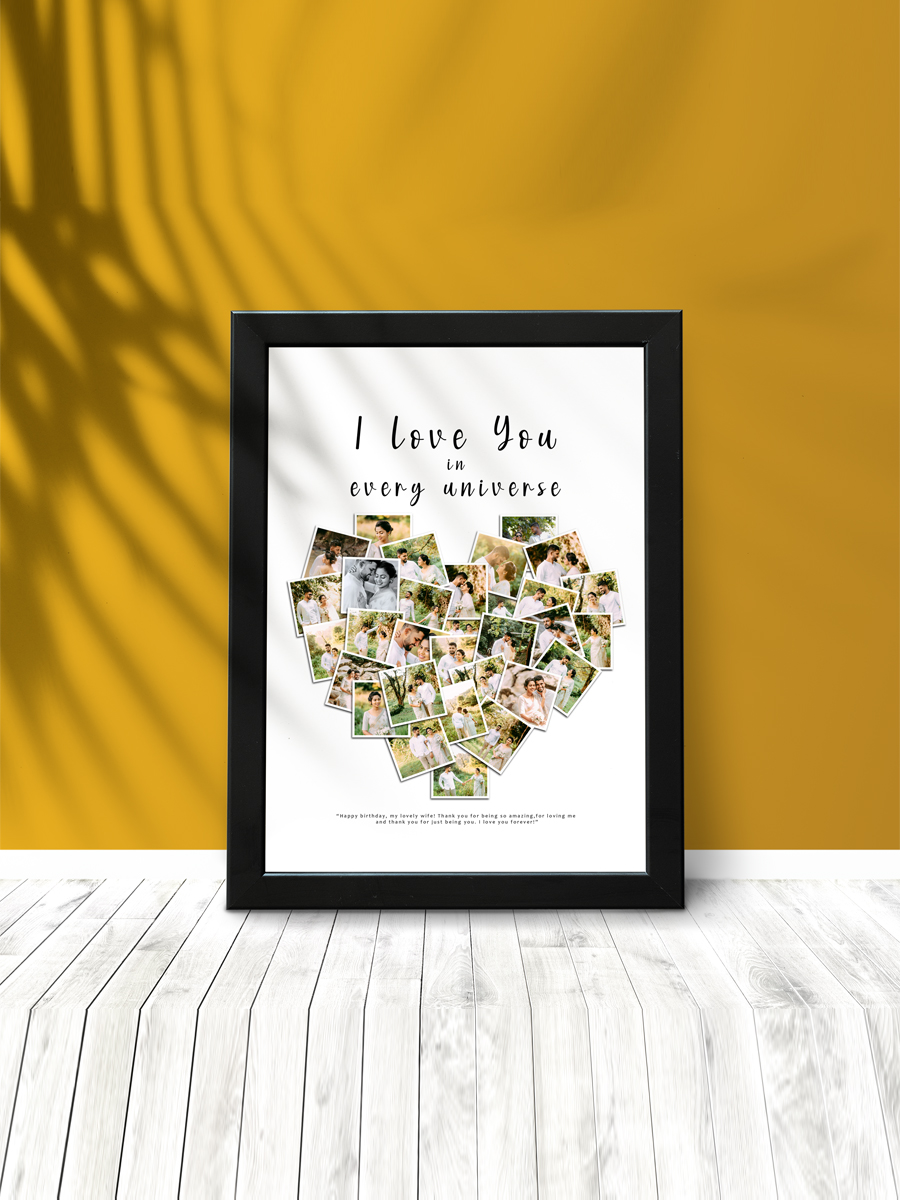 I Love You
in
every universe
"Happy birthday, my lovely wife! Thank you for being so amazing,for loving me
and thank you for just being you. I love you forever!"